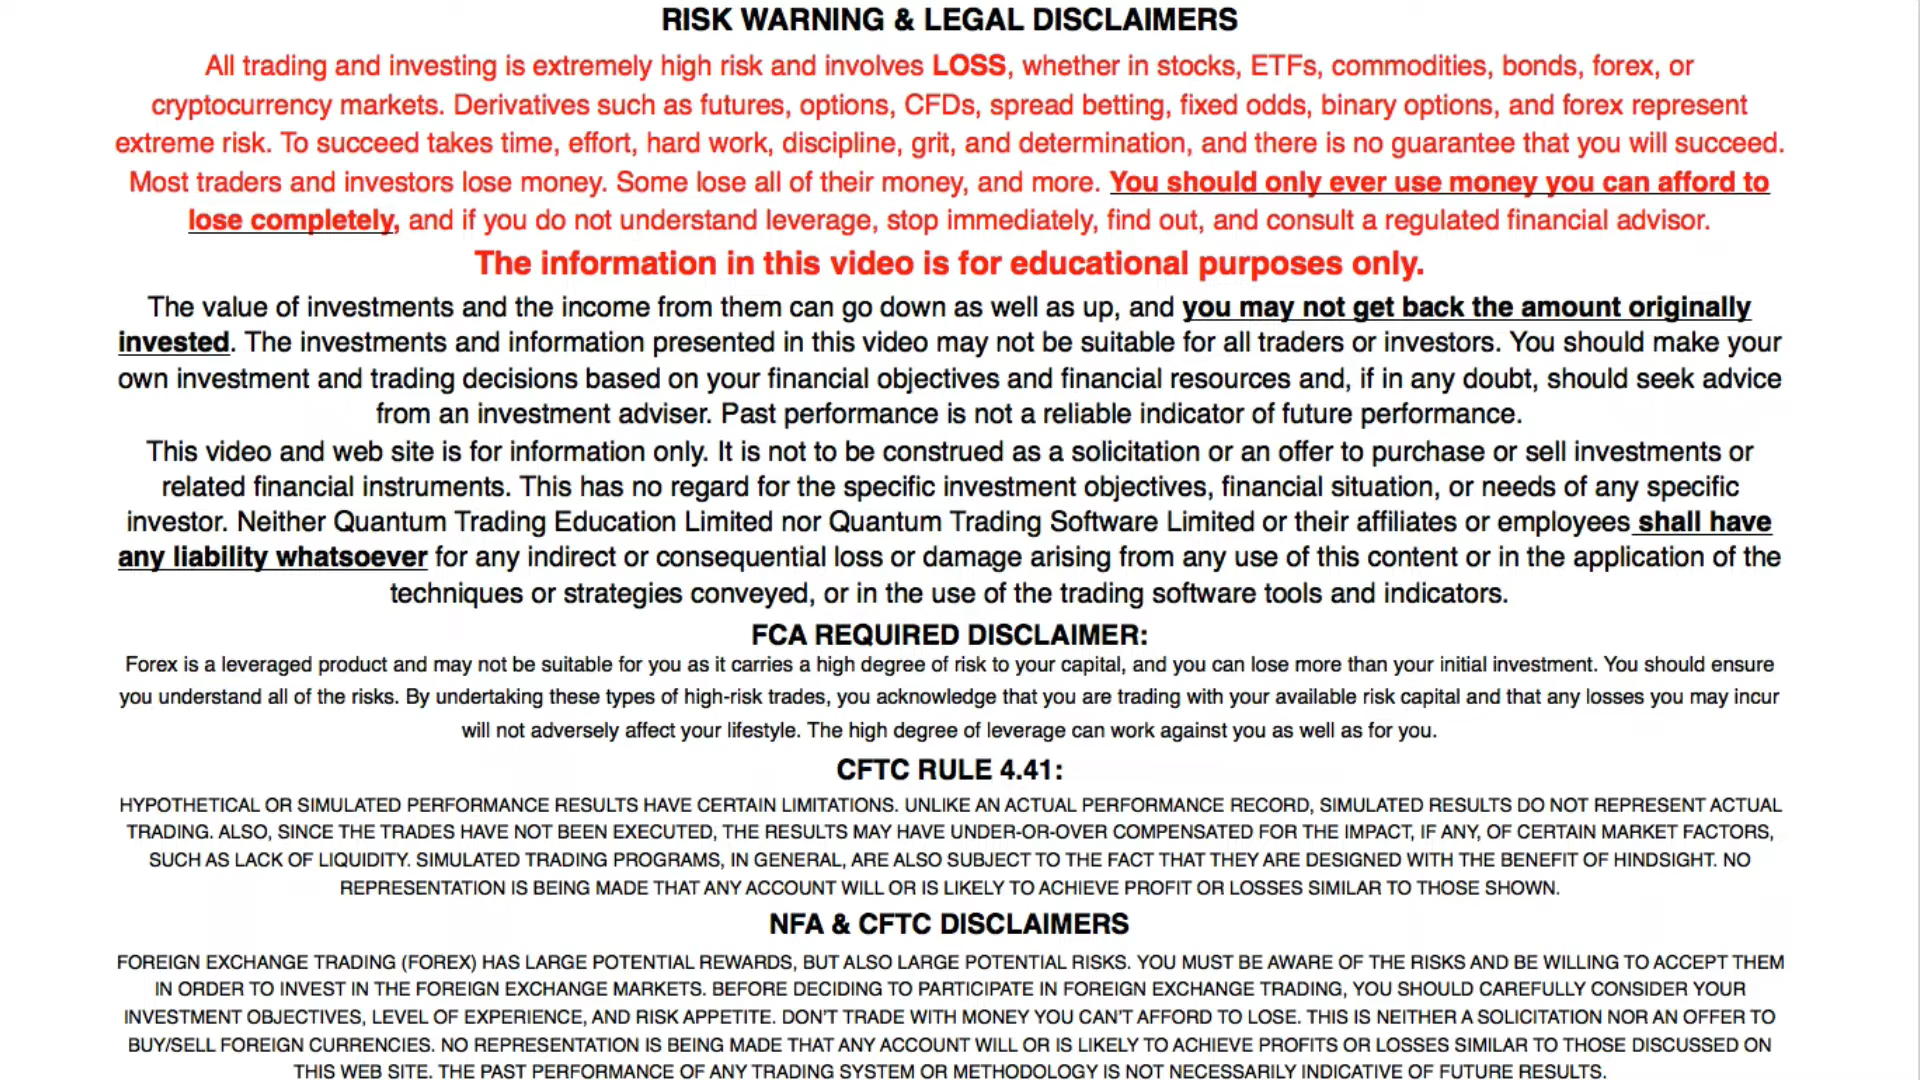 RISK WARNING & LEGAL DISCLAIMERS
All trading and investing is extremely high risk and involves LOSS, whether in stocks, ETFs, commodities, bonds, forex, or
cryptocurrency markets. Derivatives such as futures, options, CFDs, spread betting, fixed odds, binary options, and forex represent
extreme risk. To succeed takes time, effort, hard work, discipline, grit, and determination, and there is no guarantee that you will succeed.
Most traders and investors lose money. Some lose all of their money, and more. You should only ever use money you can afford to
lose completely, and if you do not understand leverage, stop immediately, find out, and consult a regulated financial advisor.
The information in this video is for educational purposes only.
The value of investments and the income from them can go down as well as up, and you may not get back the amount originally
invested. The investments and information presented in this video may not be suitable for all traders or investors. You should make your
own investment and trading decisions based on your financial objectives and financial resources and, if in any doubt, should seek advice
from an investment adviser. Past performance is not a reliable indicator of future performance.
This video and web site is for information only. It is not to be construed as a solicitation or an offer to purchase or sell investments or
related financial instruments. This has no regard for the specific investment objectives, financial situation, or needs of any specific
investor. Neither Quantum Trading Education Limited nor Quantum Trading Software Limited or their affiliates or employees shall have
any liability whatsoever for any indirect or consequential loss or damage arising from any use of this content or in the application of the
techniques or strategies conveyed, or in the use of the trading software tools and indicators.
FCA REQUIRED DISCLAIMER:
Forex is a leveraged product and may not be suitable for you as it carries a high degree of risk to your capital, and you can lose more than your initial investment. You should ensure
you understand all of the risks. By undertaking these types of high-risk trades, you acknowledge that you are trading with your available risk capital and that any losses you may incur
will not adversely affect your lifestyle. The high degree of leverage can work against you as well as for you.
CFTC RULE 4.41:
HYPOTHETICAL OR SIMULATED PERFORMANCE RESULTS HAVE CERTAIN LIMITATIONS. UNLIKE AN ACTUAL PERFORMANCE RECORD, SIMULATED RESULTS DO NOT REPRESENT ACTUAL
TRADING. ALSO, SINCE THE TRADES HAVE NOT BEEN EXECUTED, THE RESULTS MAY HAVE UNDER-OR-OVER COMPENSATED FOR THE IMPACT, IF ANY, OF CERTAIN MARKET FACTORS,
SUCH AS LACK OF LIQUIDITY. SIMULATED TRADING PROGRAMS, IN GENERAL, ARE ALSO SUBJECT TO THE FACT THAT THEY ARE DESIGNED WITH THE BENEFIT OF HINDSIGHT. NO
REPRESENTATION IS BEING MADE THAT ANY ACCOUNT WILL OR IS LIKELY TO ACHIEVE PROFIT OR LOSSES SIMILAR TO THOSE SHOWN.
NFA & CFTC DISCLAIMERS
FOREIGN EXCHANGE TRADING (FOREX) HAS LARGE POTENTIAL REWARDS, BUT ALSO LARGE POTENTIAL RISKS. YOU MUST BE AWARE OF THE RISKS AND BE WILLING TO ACCEPT THEM
IN ORDER TO INVEST IN THE FOREIGN EXCHANGE MARKETS. BEFORE DECIDING TO PARTICIPATE IN FOREIGN EXCHANGE TRADING, YOU SHOULD CAREFULLY CONSIDER YOUR
INVESTMENT OBJECTIVES, LEVEL OF EXPERIENCE, AND RISK APPETITE. DON'T TRADE WITH MONEY YOU CAN'T AFFORD TO LOSE. THIS IS NEITHER A SOLICITATION NOR AN OFFER TO
BUY/SELL FOREIGN CURRENCIES. NO REPRESENTATION IS BEING MADE THAT ANY ACCOUNT WILL OR IS LIKELY TO ACHIEVE PROFITS OR LOSSES SIMILAR TO THOSE DISCUSSED ON
THIS WEB SITE. THE PAST PERFORMANCE OF ANY TRADING SYSTEM OR METHODOLOGY IS NOT NECESSARILY INDICATIVE OF FUTURE RESULTS.